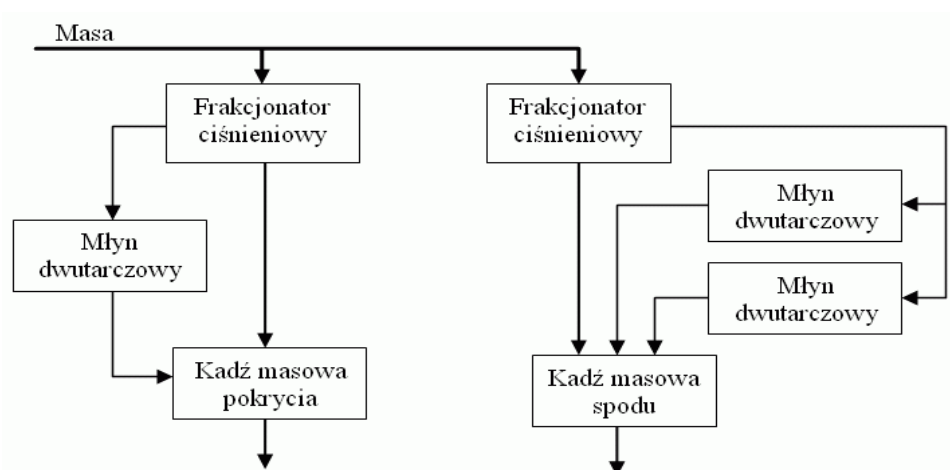 Masa
Frakcjonator
ciśnieniowy
Frakcjonator
ciśnieniowy
Młyn
dwutarczowy
Młyn
dwutarczowy
Młyn
dwutarczowy
Kadź masowa
pokrycia
Kadź masowa
spodu